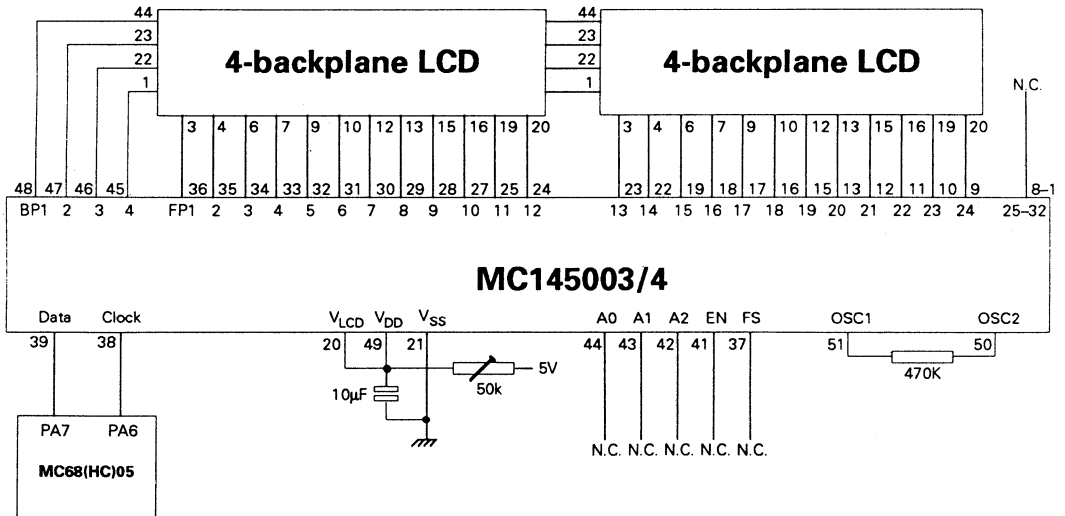 44 44
23 23
22 22
1 1
4-backplane LCD 4-backplane LCD
N.C.
3 4 6 7 9 10 12 13 15 16 19 20 3 4 6 7 9 10 12 13 15 16 19 20
48 47 46 45 36 35 34 33 32 31 30 29 28 27 25 24 23 22 19 18 17 16 15 13 12 11 10 9 8–1
BP1 2 3 4 FP1 2 3 4 5 6 7 8 9 10 11 12 13 14 15 16 17 18 19 20 21 22 23 24 25–32
MC145003/4
Data Clock VLCD VDD VSS A0 A1 A2 EN FS OSC1 OSC2
39 38 20 49 21 44 43 42 41 37 51 50
5V
50k
470K
10µF
PA7 PA6
N.C. N.C. N.C. N.C. N.C.
MC68(HC)05